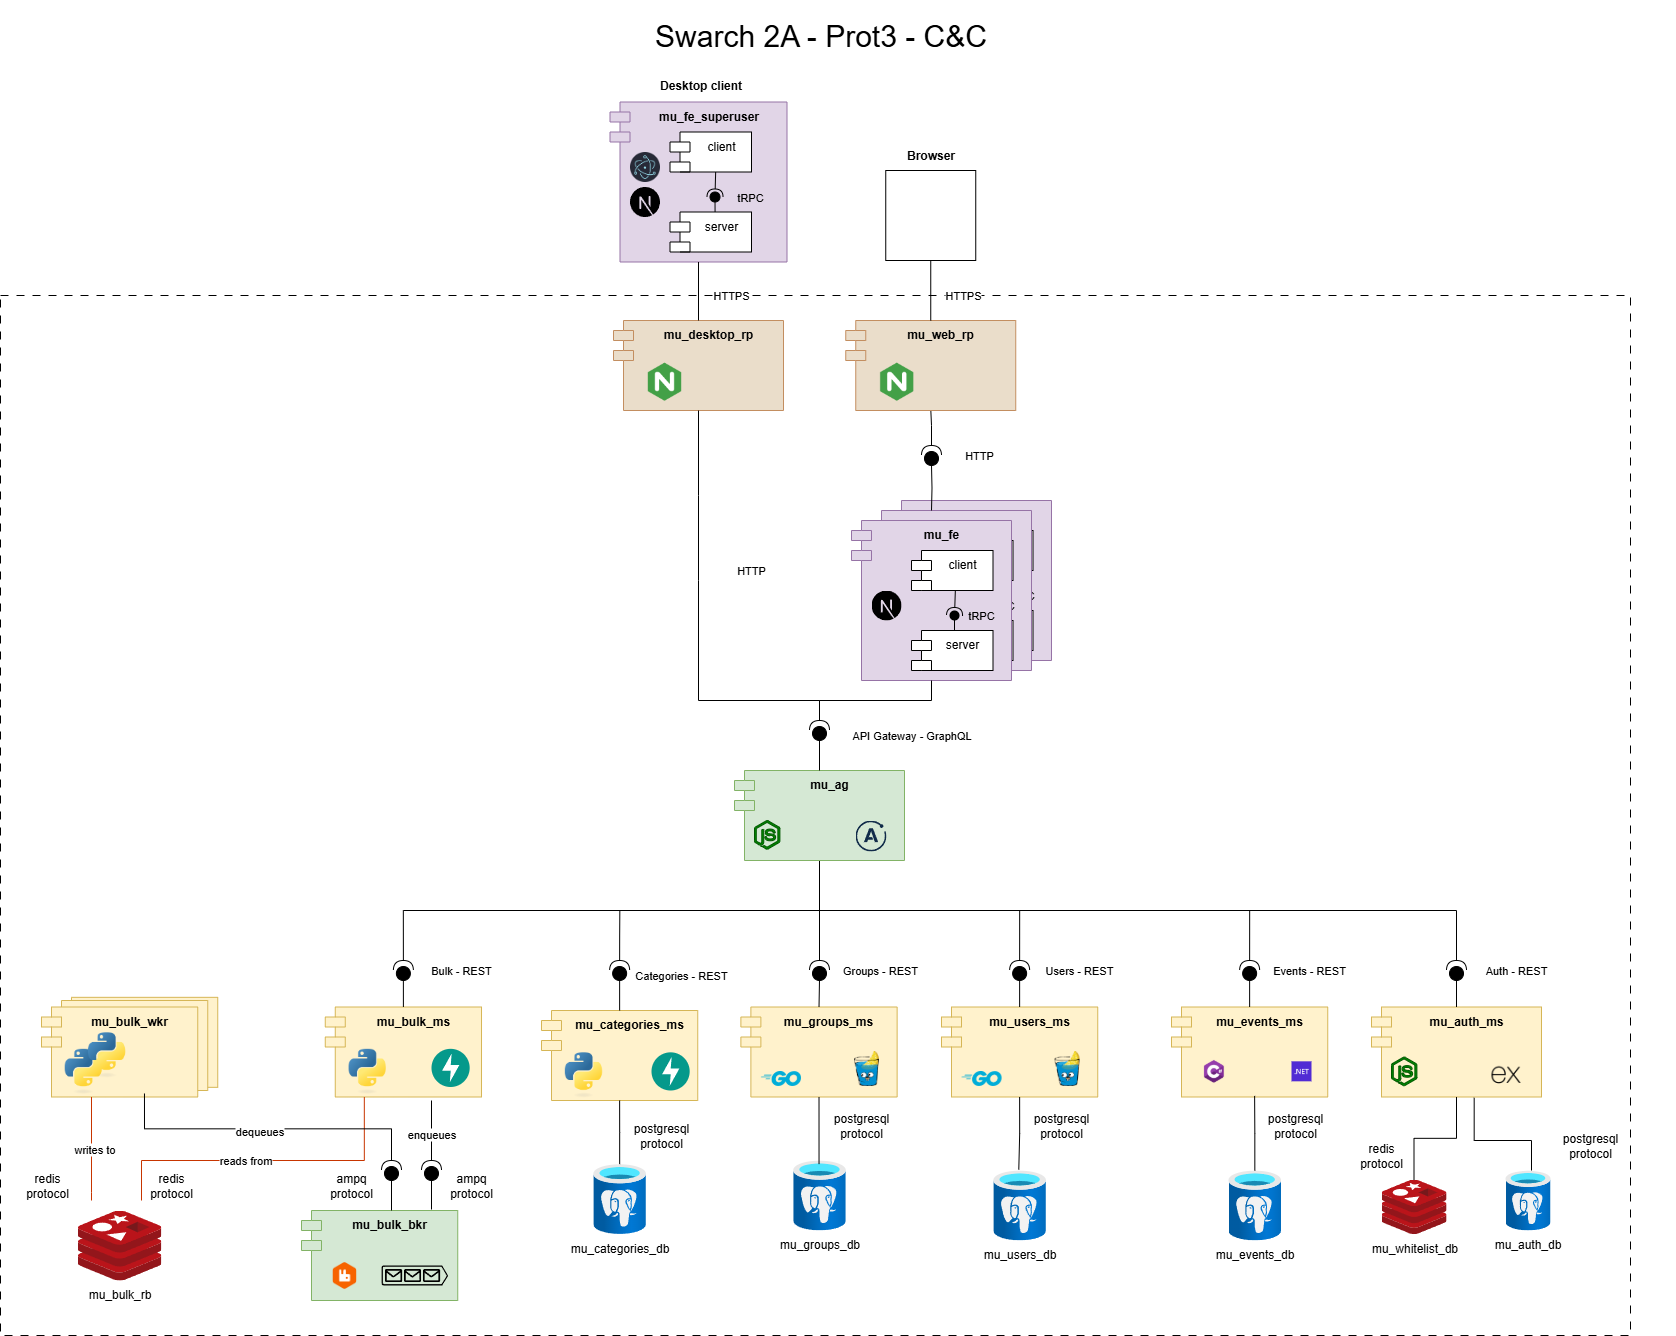 Swarch 2A - Prot3 - C&C
Desktop client
mu_fe_superuser
client
tRPC
server
Browser
HTTPS
HTTPS
mu_desktop_rp
mu_web_rp
HTTP
mu_fe
client
HTTP
tRPC
server
API Gateway - GraphQL
mu_ag
JS
A
Bulk - REST
Categories - REST
Groups - REST
Users - REST
Events - REST
Auth - REST
mu_bulk_wkr
mu_bulk_ms
mu_categories_ms
mu_groups_ms
mu_users_ms
mu_events_ms
mu_auth_ms
GO
GO
C#
.NET
JS
ex
dequeues
enqueues
writes to
reads from
redis
protocol
redis
protocol
ampq
protocol
ampq
protocol
postgresql
protocol
postgresql
protocol
postgresql
protocol
postgresql
protocol
redis
protocol
postgresql
protocol
mu_bulk_rb
mu_bulk_bkr
mu_categories_db
mu_groups_db
mu_users_db
mu_events_db
mu_whitelist_db
mu_auth_db